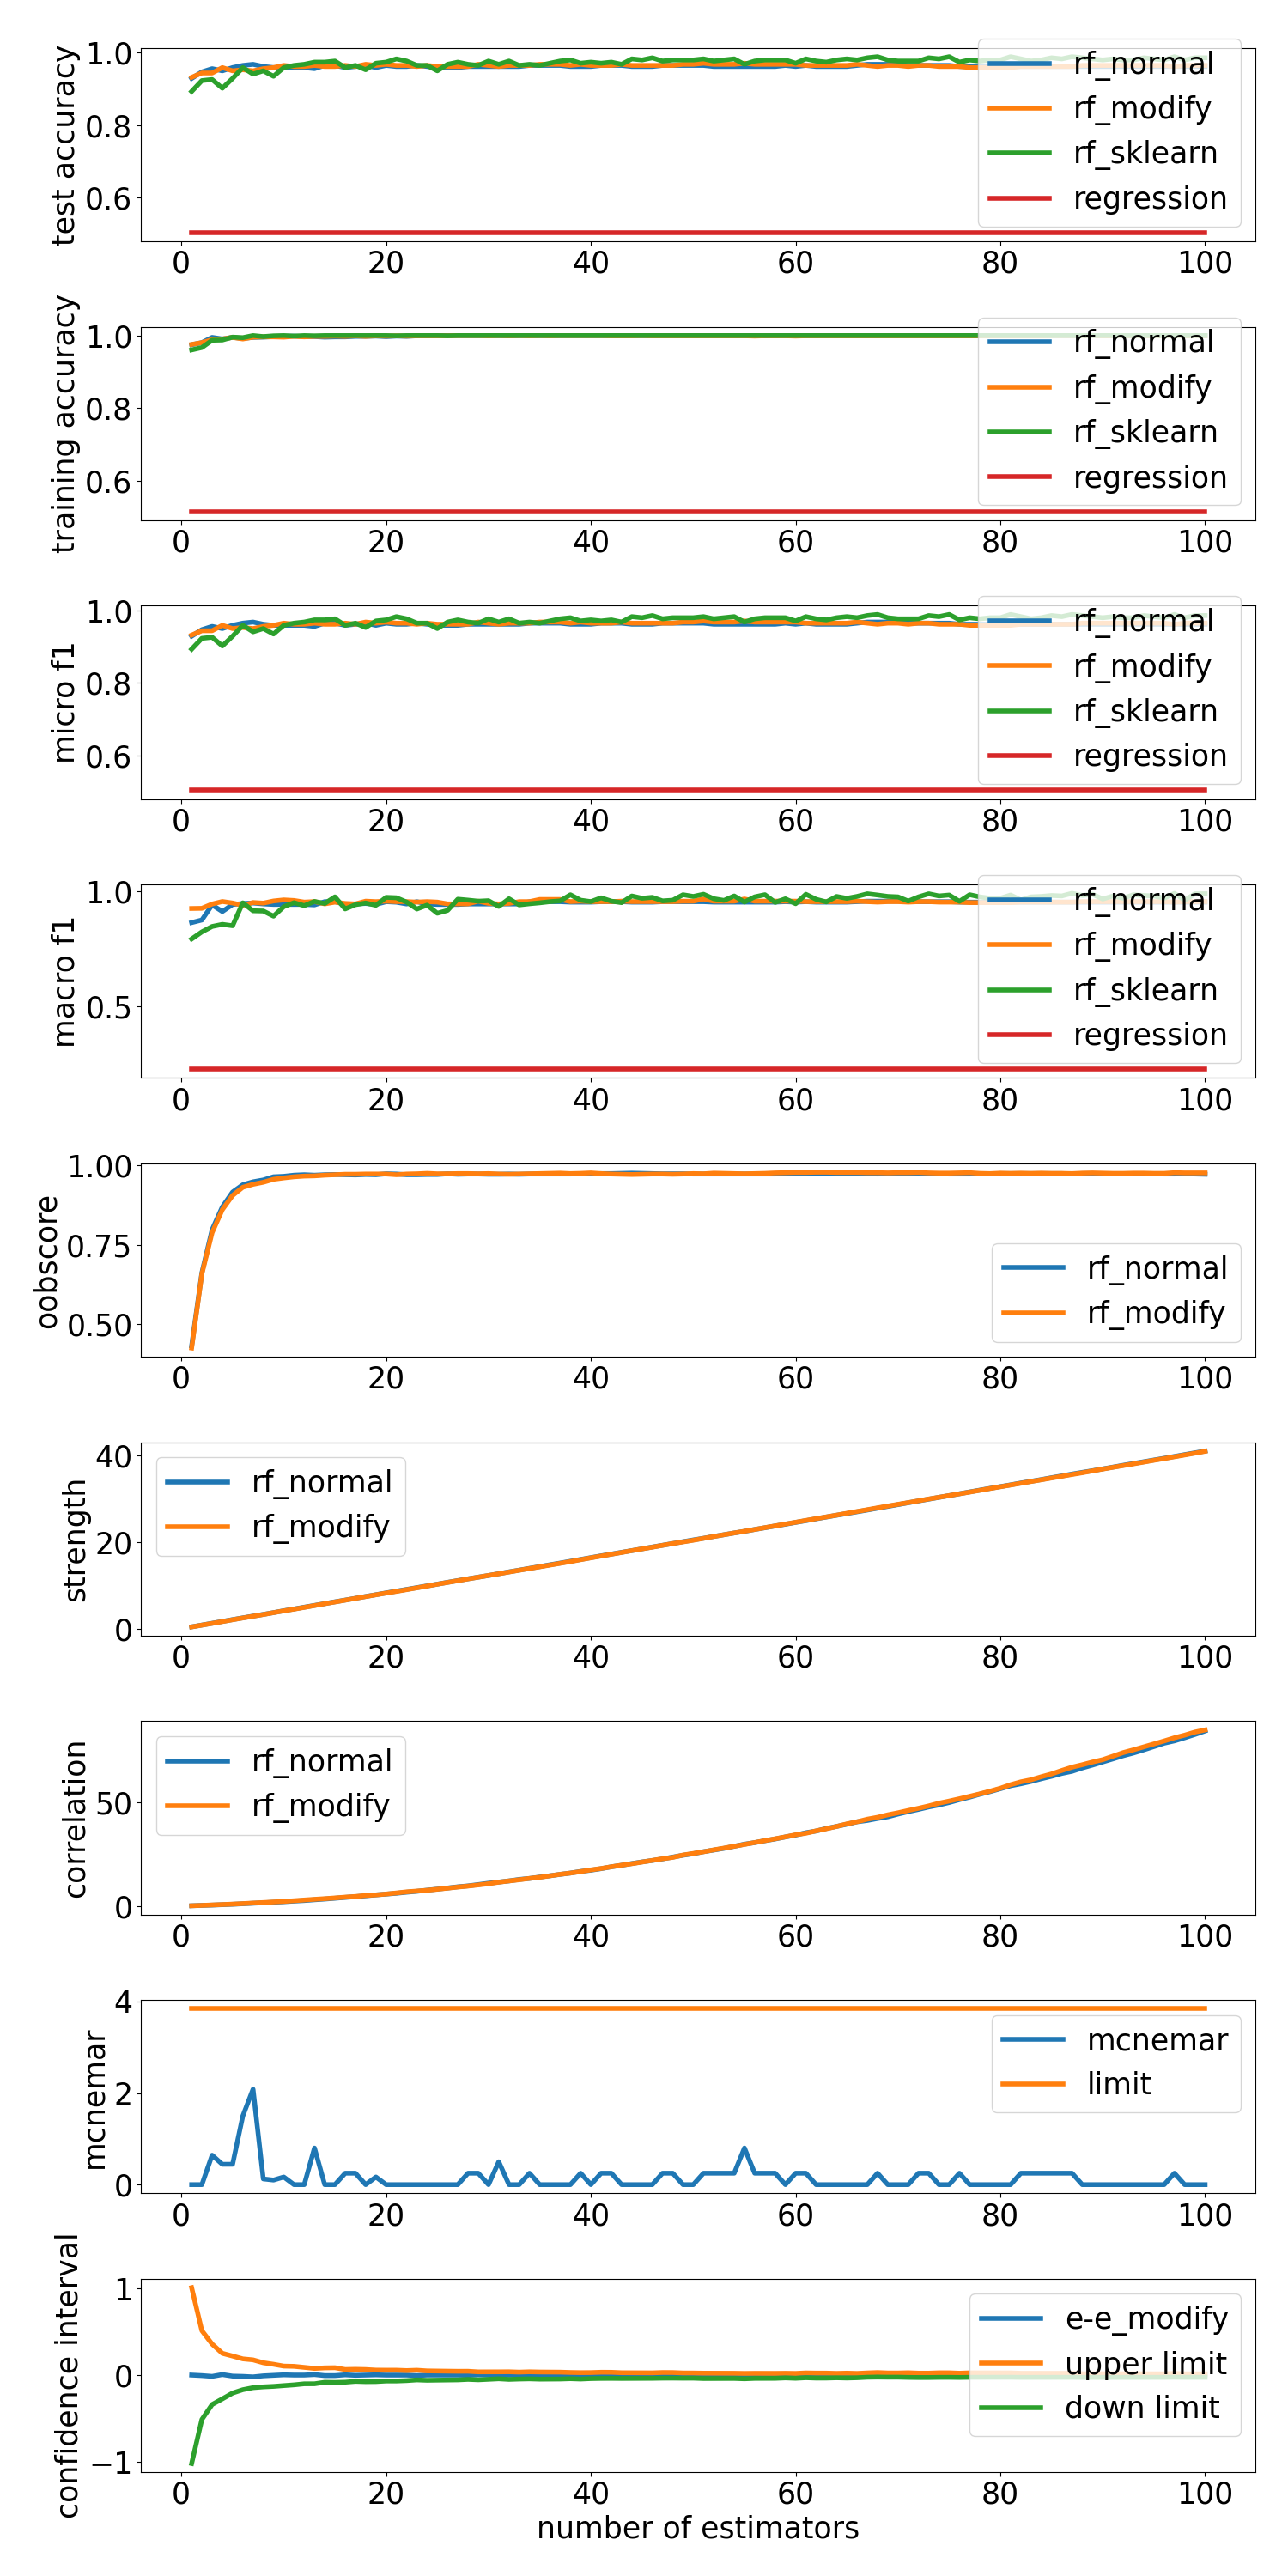 test accuracy
1.0
0.8
0.6
rf_normal
rf_modify
rf_sklearn
regression
0 20 40 60 80 100
training accuracy
1.0
0.8
0.6
rf_normal
rf_modify
rf_sklearn
regression
0 20 40 60 80 100
micro f1
1.0
0.8
0.6
rf_normal
rf_modify
rf_sklearn
regression
0 20 40 60 80 100
macro f1
1.0
0.5
rf_normal
rf_modify
rf_sklearn
regression
0 20 40 60 80 100
oobscore
1.00
0.75
0.50
rf_normal
rf_modify
0 20 40 60 80 100
strength
40
20
0
rf_normal
rf_modify
0 20 40 60 80 100
correlation
50
0
rf_normal
rf_modify
0 20 40 60 80 100
mcnemar
4
2
0
mcnemar
limit
0 20 40 60 80 100
confidence interval
1
0
−1
e-e_modify
upper limit
down limit
0 20 40 60 80 100
number of estimators